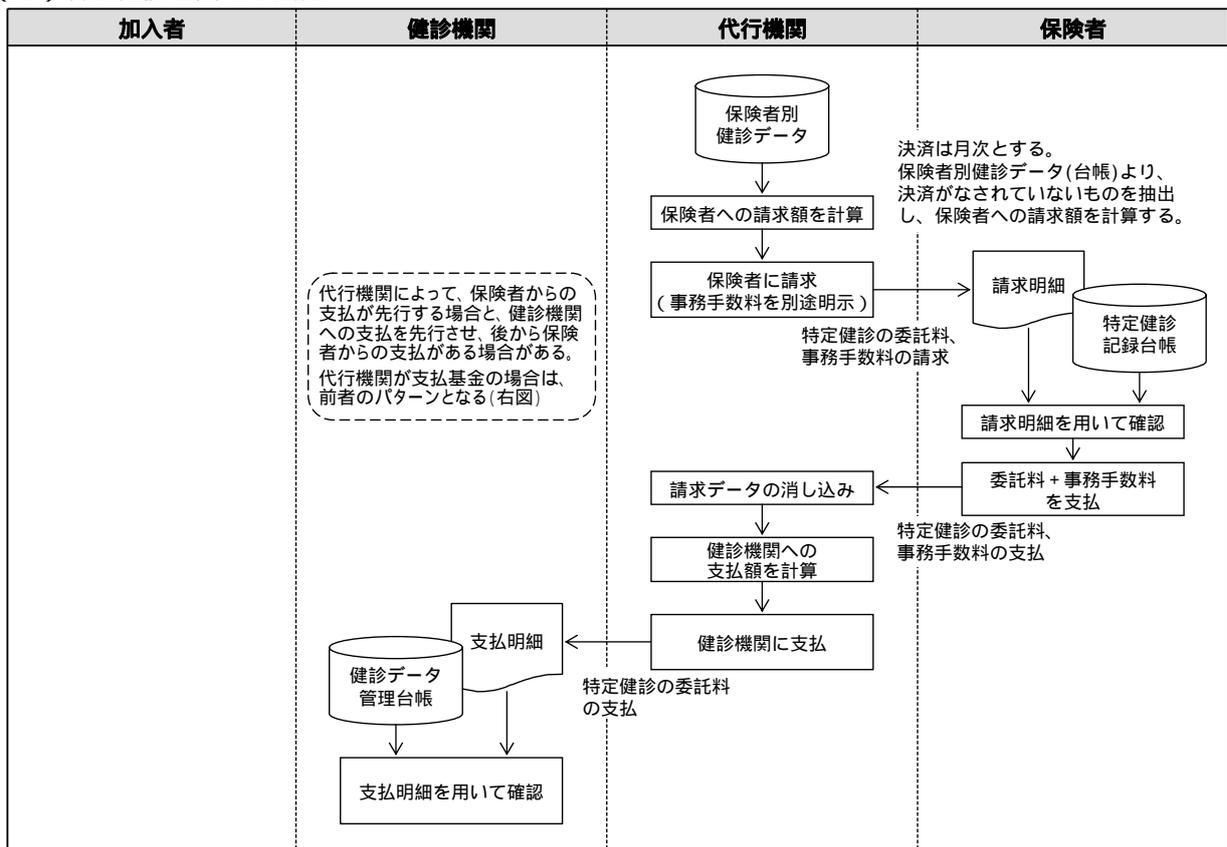 加入者
健診機関
代行機関
保険者
保険者別
健診データ
決済は月次とする。
保険者別健診データ(台帳)より、
決済がなされていないものを抽出
し、保険者への請求額を計算する。
保険者への請求額を計算
保険者に請求
(事務手数料を別途明示)
請求明細
特定健診
記録台帳
特定健診の委託料、
事務手数料の請求
代行機関によって、保険者からの
支払が先行する場合と、健診機関
への支払を先行させ、後から保険
者からの支払がある場合がある。
代行機関が支払基金の場合は、
前者のパターンとなる(右図)
請求明細を用いて確認
委託料+事務手数料
を支払
請求データの消し込み
特定健診の委託料、
事務手数料の支払
健診機関への
支払額を計算
健診機関に支払
支払明細
健診データ
管理台帳
特定健診の委託料
の支払
支払明細を用いて確認